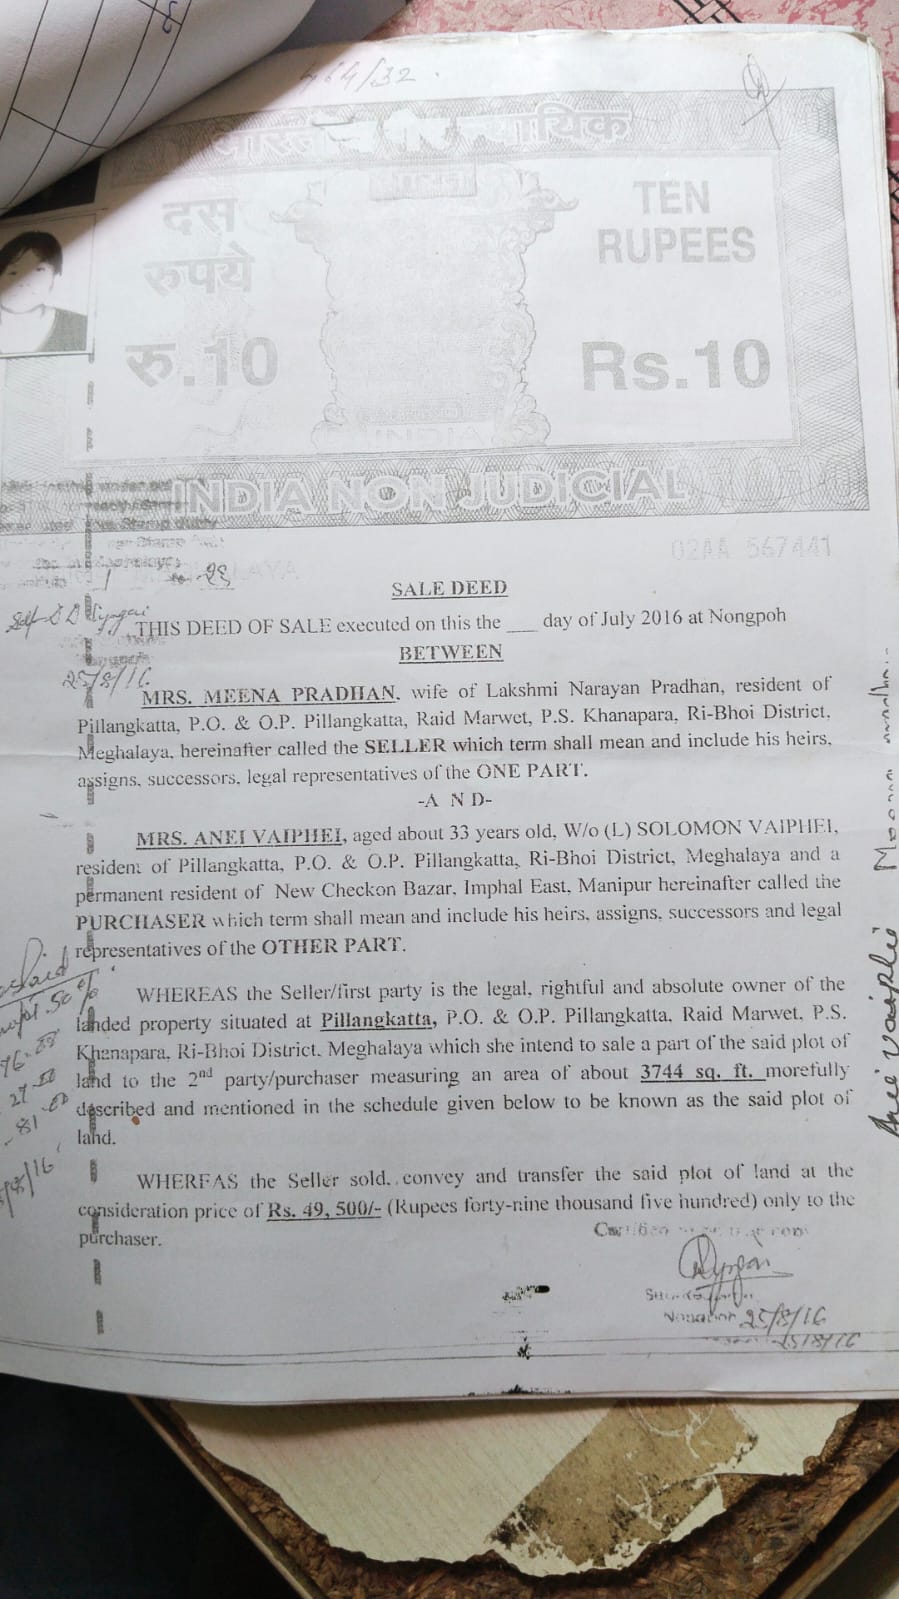 464/32.
भारतीय गैर न्यायिक
भारत
दस
रुपये
रु.10
TEN
RUPEES
Rs.10
INDIA
INDIA NON JUDICIAL
02AA 567441
SALE DEED
THIS DEED OF SALE executed on this the ___ day of July 2016 at Nongpoh
BETWEEN
25/8/16.
MRS. MEENA PRADHAN, wife of Lakshmi Narayan Pradhan, resident of
Pillangkatta, P.O. & O.P. Pillangkatta, Raid Marwet, P.S. Khanapara, Ri-Bhoi District,
Meghalaya, hereinafter called the SELLER which term shall mean and include his heirs,
assigns, successors, legal representatives of the ONE PART.
-A N D-
MRS. ANEI VAIPHEI, aged about 33 years old, W/o (L) SOLOMON VAIPHEI,
resident of Pillangkatta, P.O. & O.P. Pillangkatta, Ri-Bhoi District, Meghalaya and a
permanent resident of New Checkon Bazar, Imphal East, Manipur hereinafter called the
PURCHASER which term shall mean and include his heirs, assigns, successors and legal
representatives of the OTHER PART.
WHEREAS the Seller/first party is the legal, rightful and absolute owner of the
landed property situated at Pillangkatta, P.O. & O.P. Pillangkatta, Raid Marwet, P.S.
Khanapara, Ri-Bhoi District, Meghalaya which she intend to sale a part of the said plot of
land to the 2nd party/purchaser measuring an area of about 3744 sq. ft. morefully
described and mentioned in the schedule given below to be known as the said plot of
land.
WHEREAS the Seller sold, convey and transfer the said plot of land at the
consideration price of Rs. 49, 500/- (Rupees forty-nine thousand five hundred) only to the
purchaser.
25/8/16
25/8/16
Anei Vaiphei